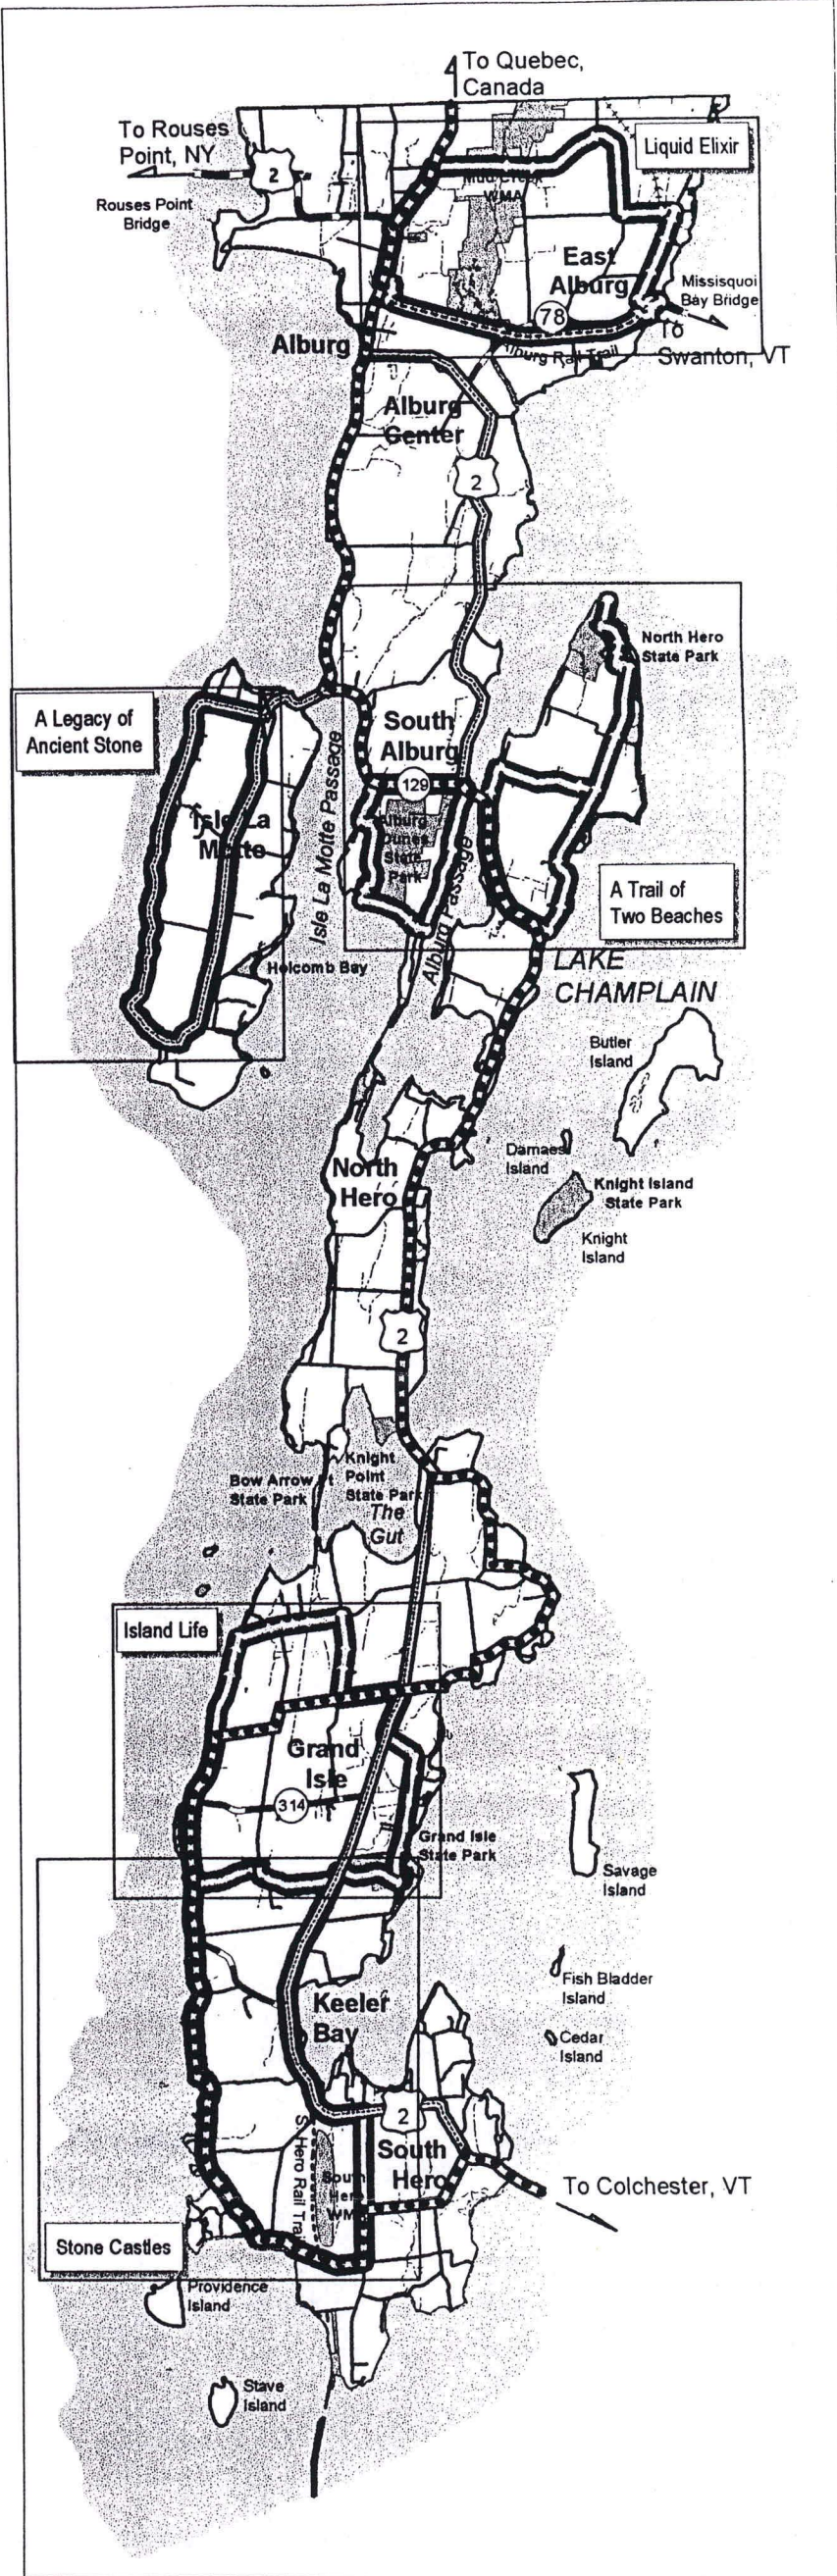 To Quebec,
Canada
To Rouses
Point, NY
2
Rouses Point
Bridge
Liquid Elixir
Mud Creek
WMA
East
Alburg
Missisquoi
Bay Bridge
78
To
Swanton, VT
Alburg Rail Trail
Alburg
Alburg
Center
2
North Hero
State Park
A Legacy of
Ancient Stone
South
Alburg
129
Isle La
Motte
Isle La Motte Passage
Alburg
Dunes
State
Park
Alburg Passage
A Trail of
Two Beaches
Holcomb Bay
LAKE
CHAMPLAIN
Butler
Island
Damaes
Island
North
Hero
Knight Island
State Park
Knight
Island
2
Knight
Point
State Park
Bow Arrow Pt
State Park
The
Gut
Island Life
Grand
Isle
314
Grand Isle
State Park
Savage
Island
Fish Bladder
Island
Keeler
Bay
Cedar
Island
2
South
Hero
S. Hero Rail Trail
South
Hero
WMA
To Colchester, VT
Stone Castles
Providence
Island
Stave
Island